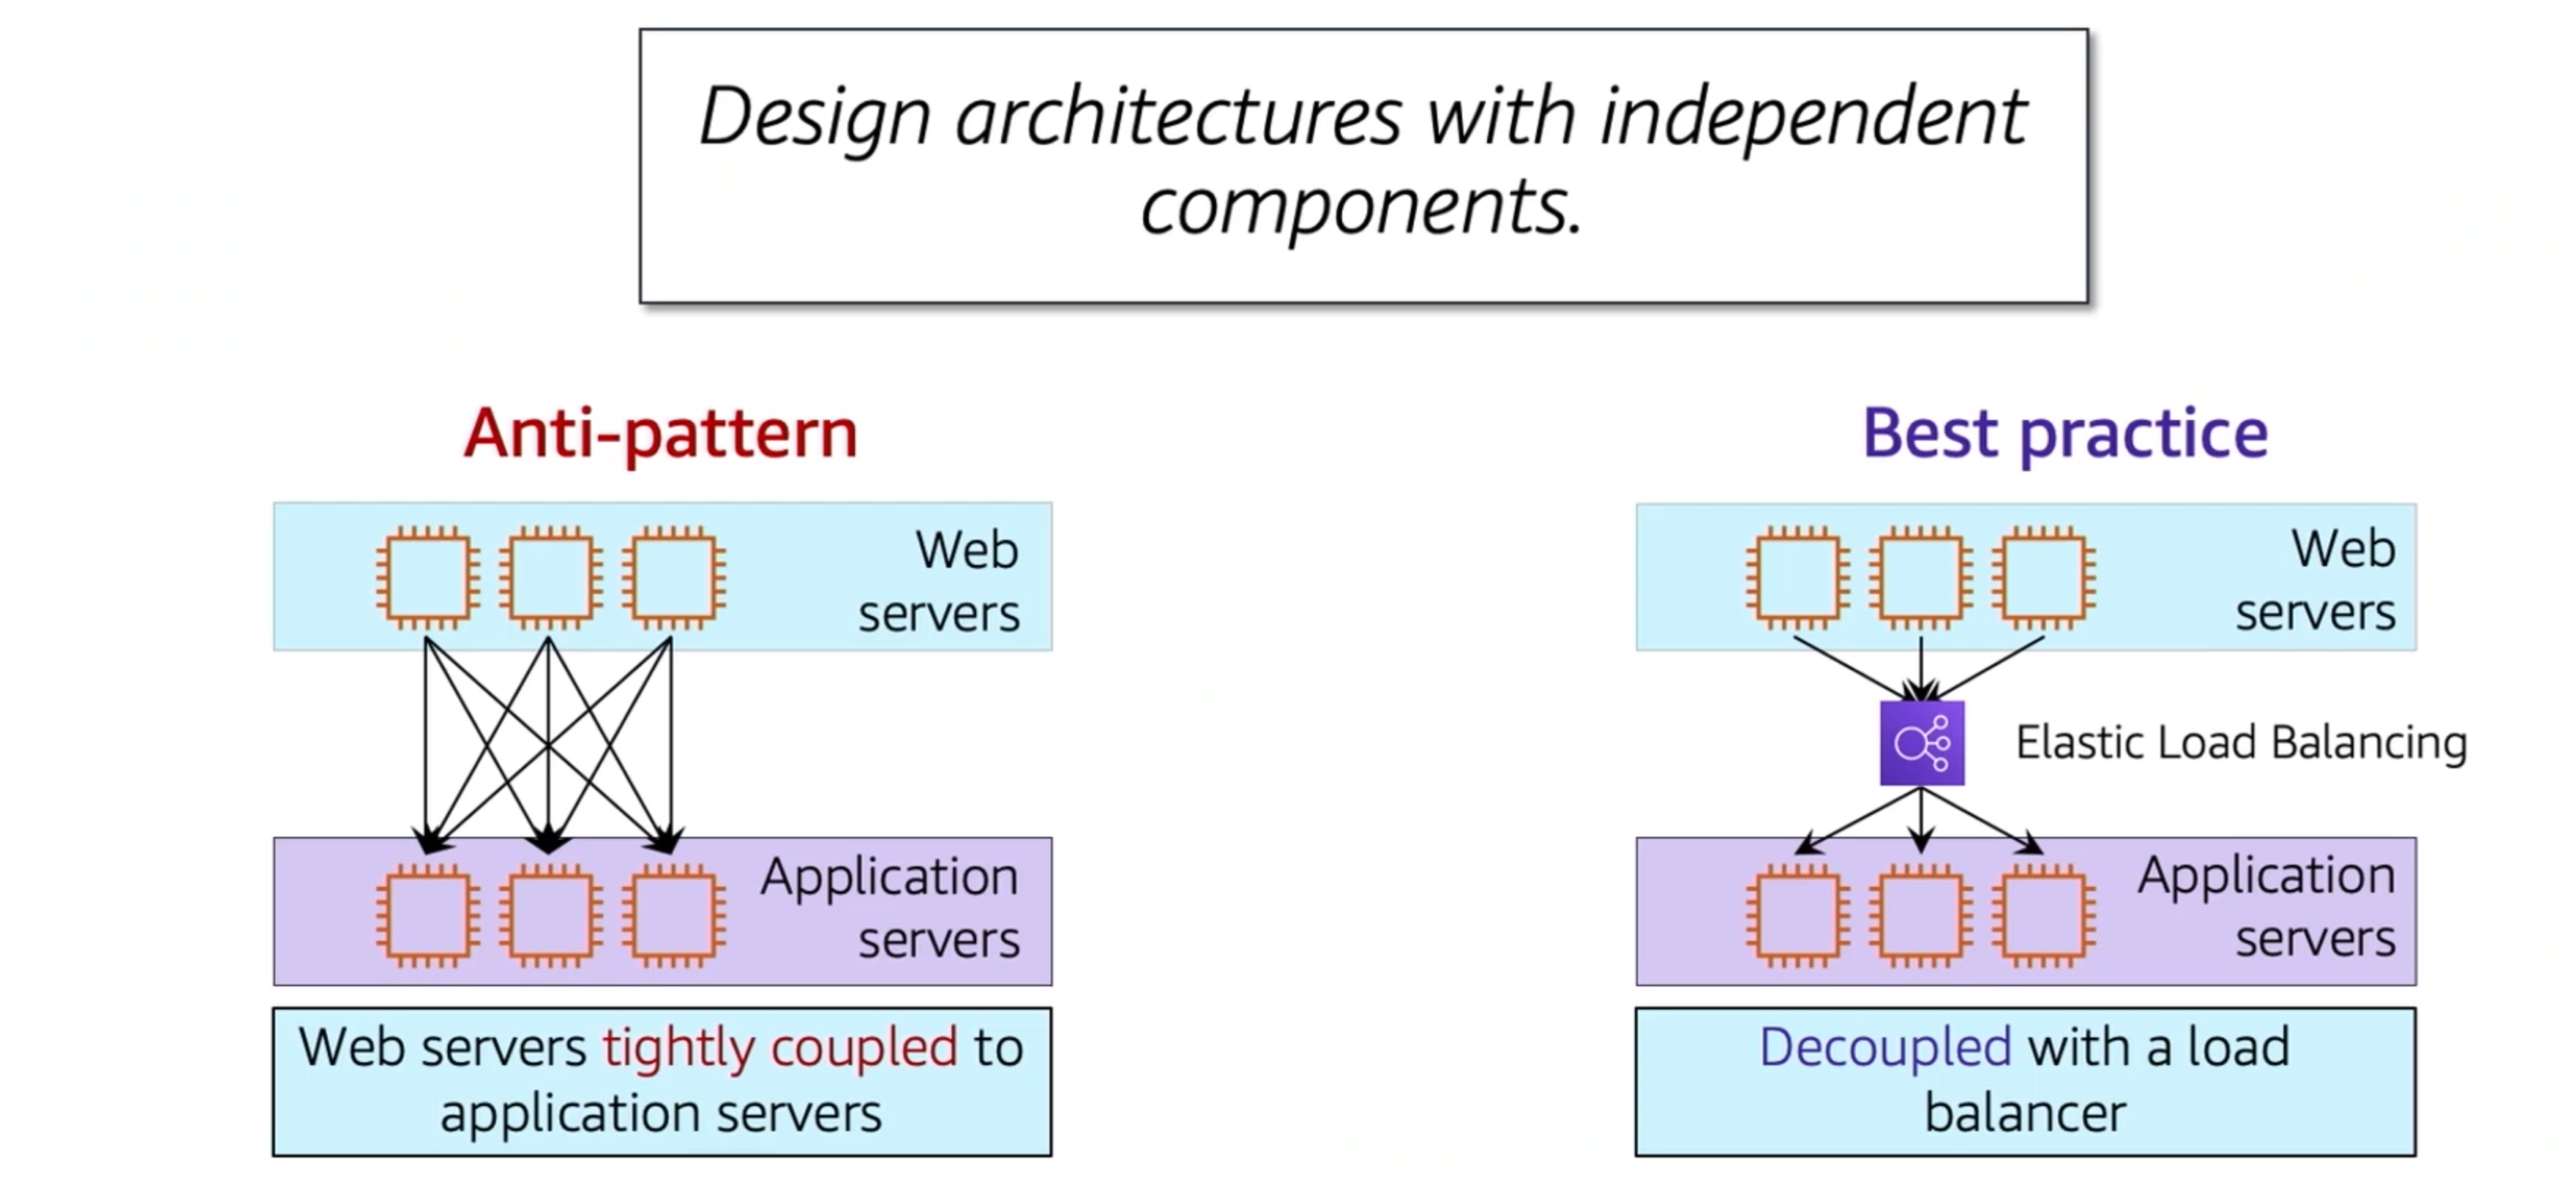 Design architectures with independent
components.
Anti-pattern
Web
servers
Application
servers
Web servers tightly coupled to
application servers
Best practice
Web
servers
Elastic Load Balancing
Application
servers
Decoupled with a load
balancer